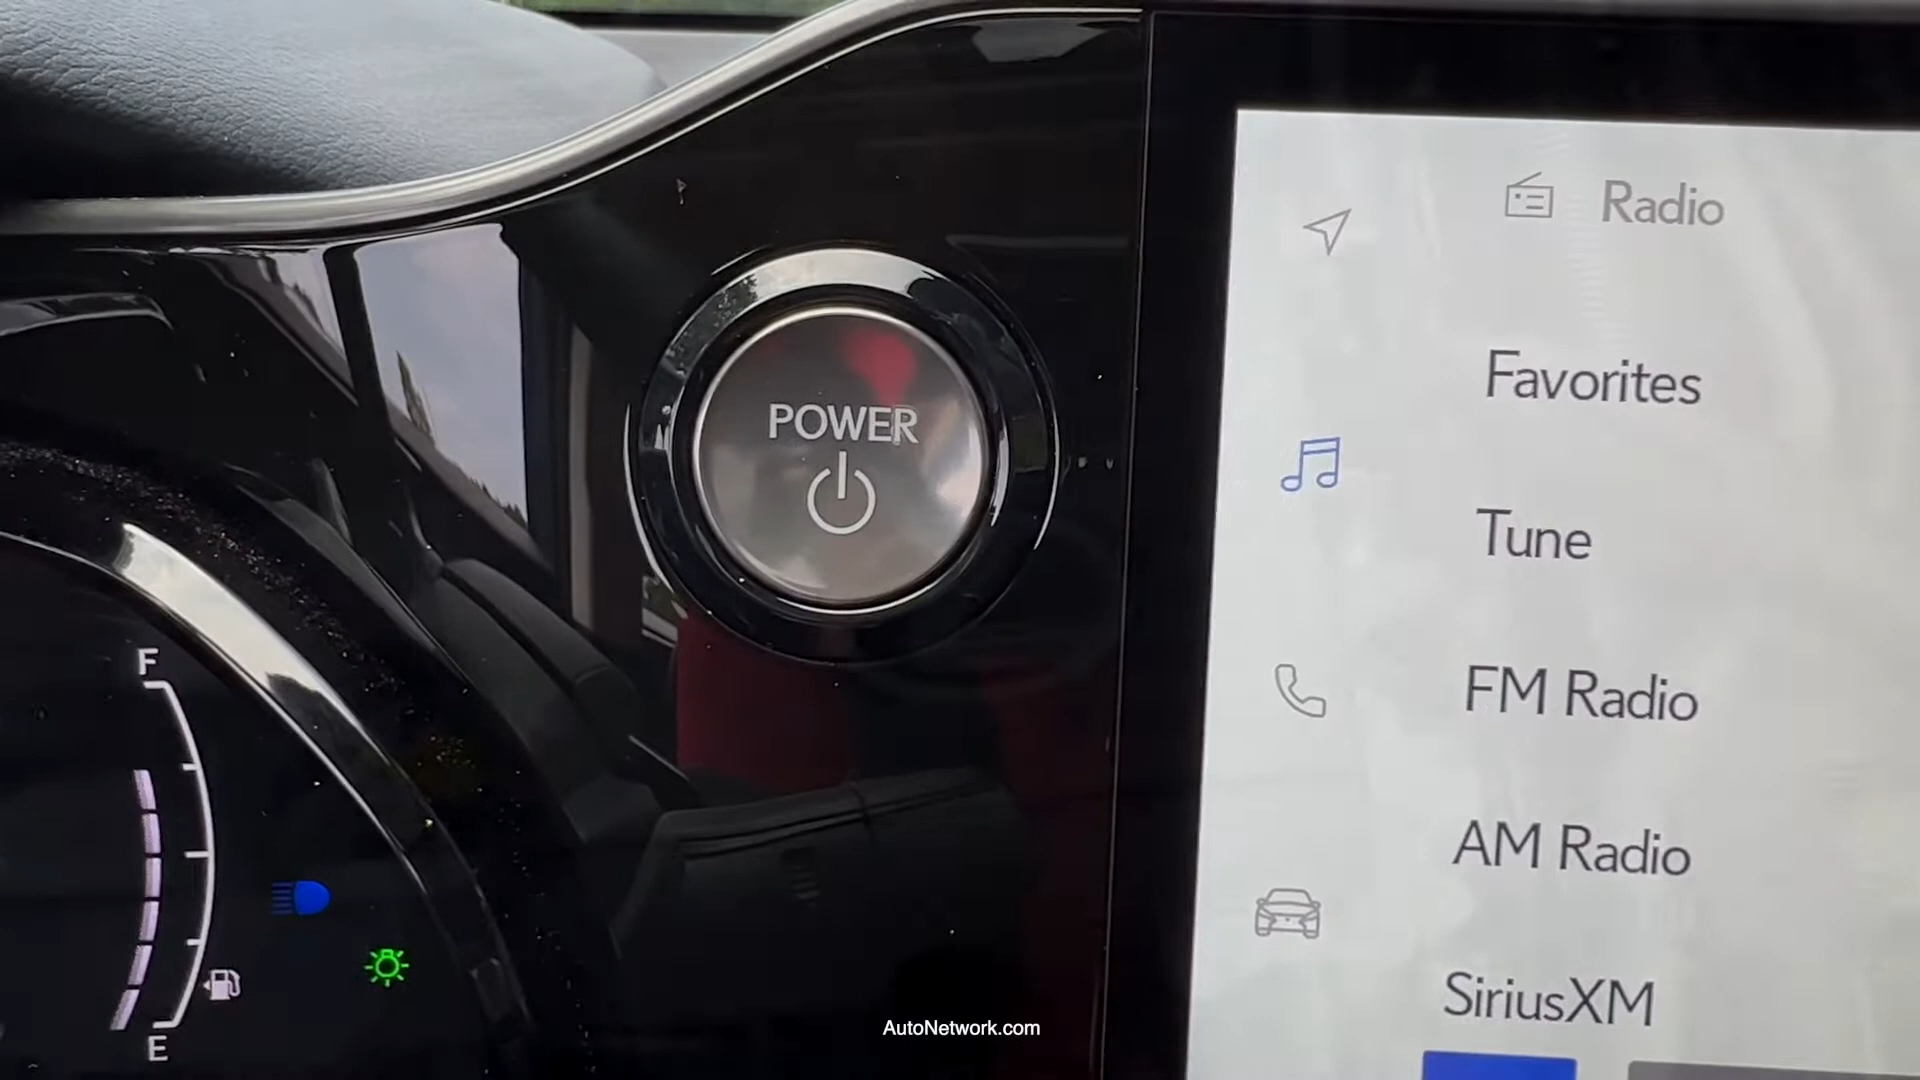 POWER
F
E
Radio
Favorites
Tune
FM Radio
AM Radio
SiriusXM
AutoNetwork.com